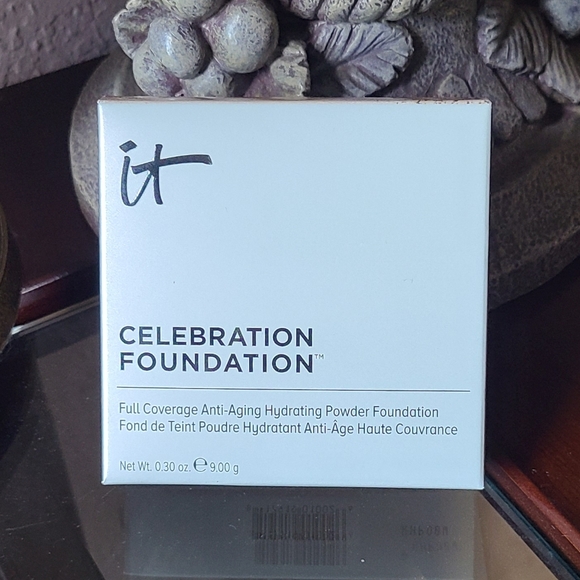 it
CELEBRATION
FOUNDATION™
Full Coverage Anti-Aging Hydrating Powder Foundation
Fond de Teint Poudre Hydratant Anti-Âge Haute Couvrance
Net Wt. 0.30 oz. ℮ 9.00 g